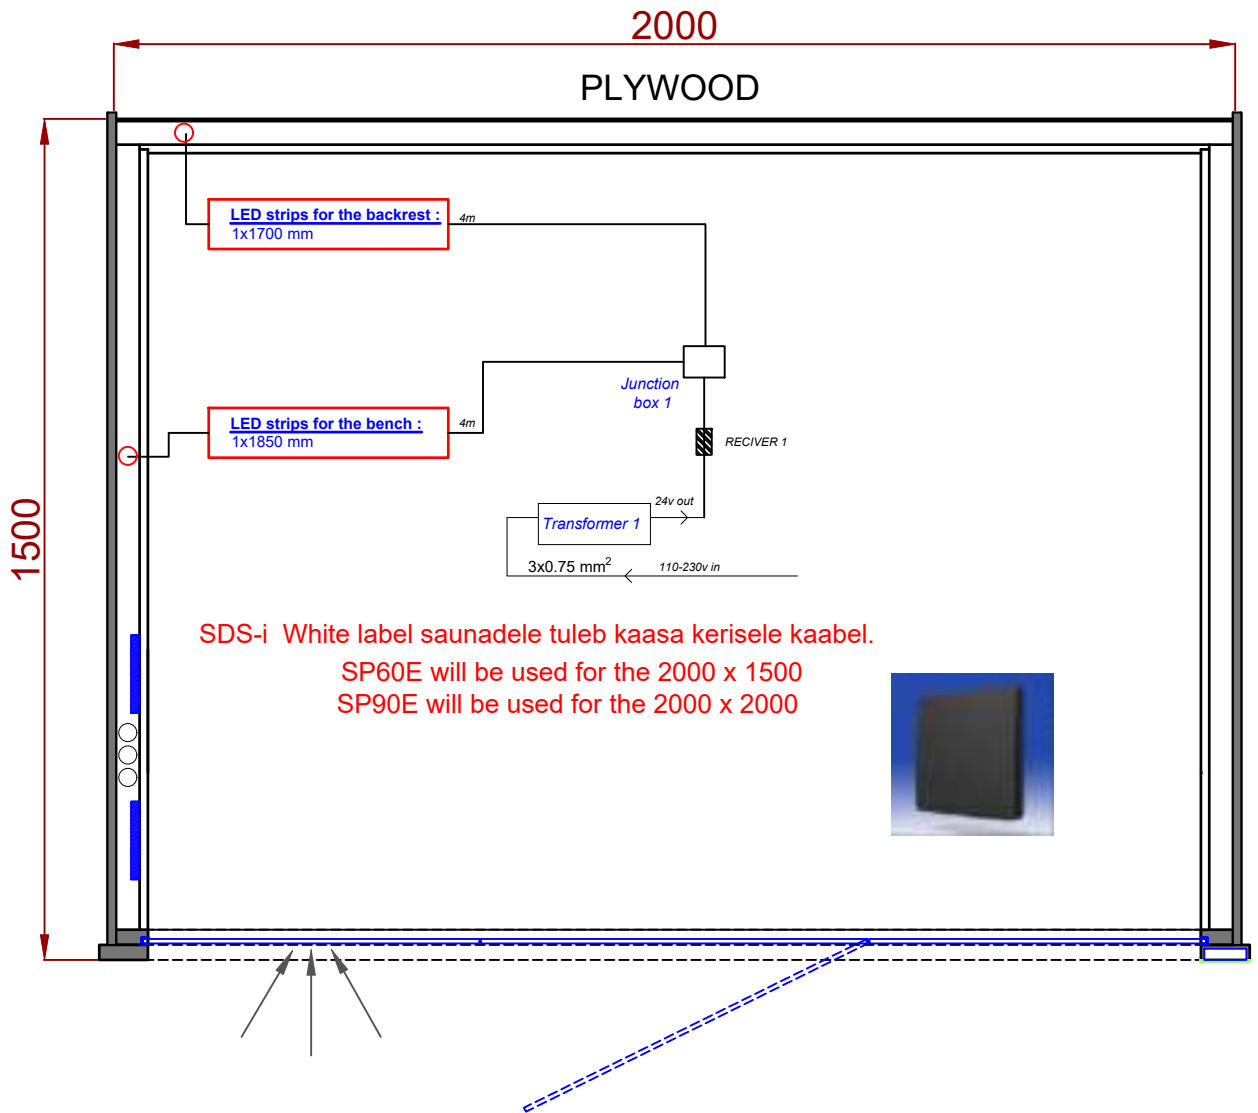 2000
PLYWOOD
LED strips for the backrest :
1x1700 mm
4m
Junction
box 1
LED strips for the bench :
1x1850 mm
4m
RECIVER 1
24v out
Transformer 1
3x0.75 mm²
110-230v in
1500
SDS-i White label saunadele tuleb kaasa kerisele kaabel.
SP60E will be used for the 2000 x 1500
SP90E will be used for the 2000 x 2000